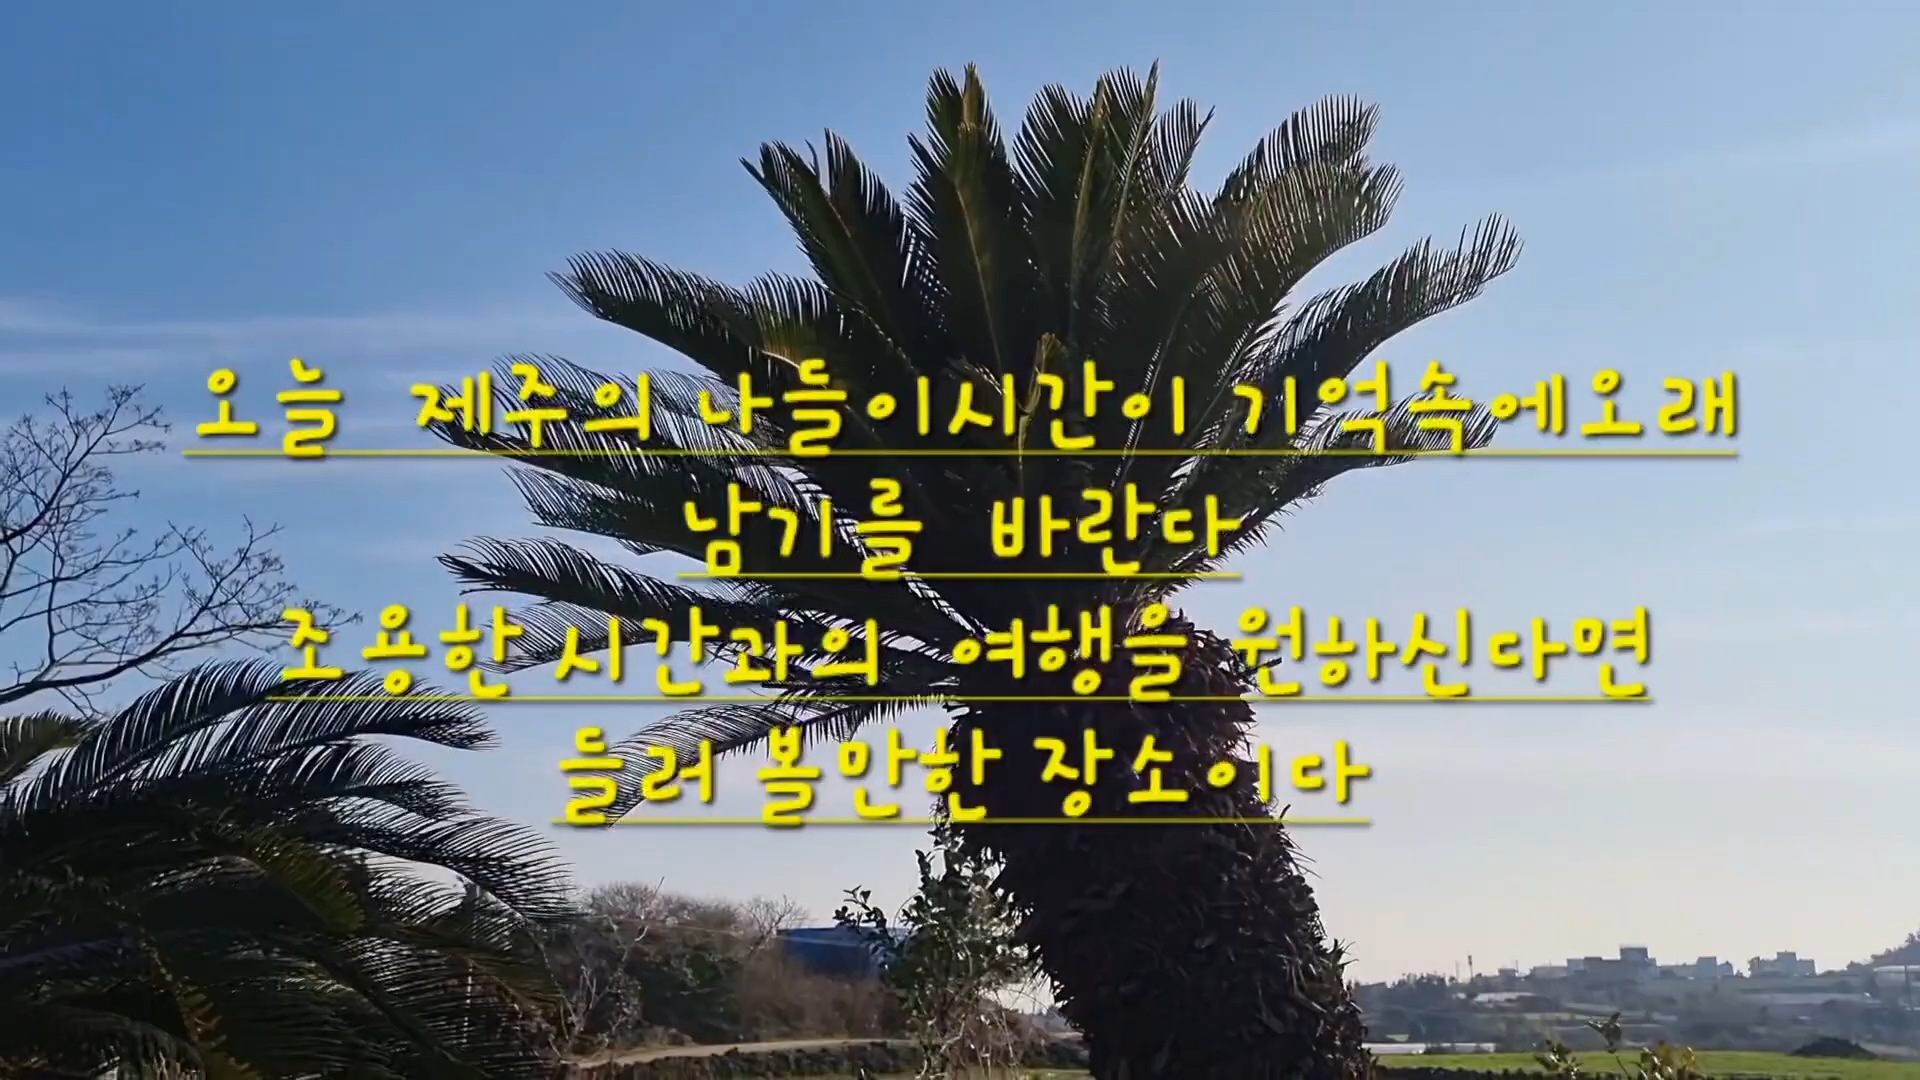 오늘 제주의 나들이시간이 기억속에오래
남기를 바란다
조용한 시간과의 여행을 원하신다면
들러 볼만한 장소이다